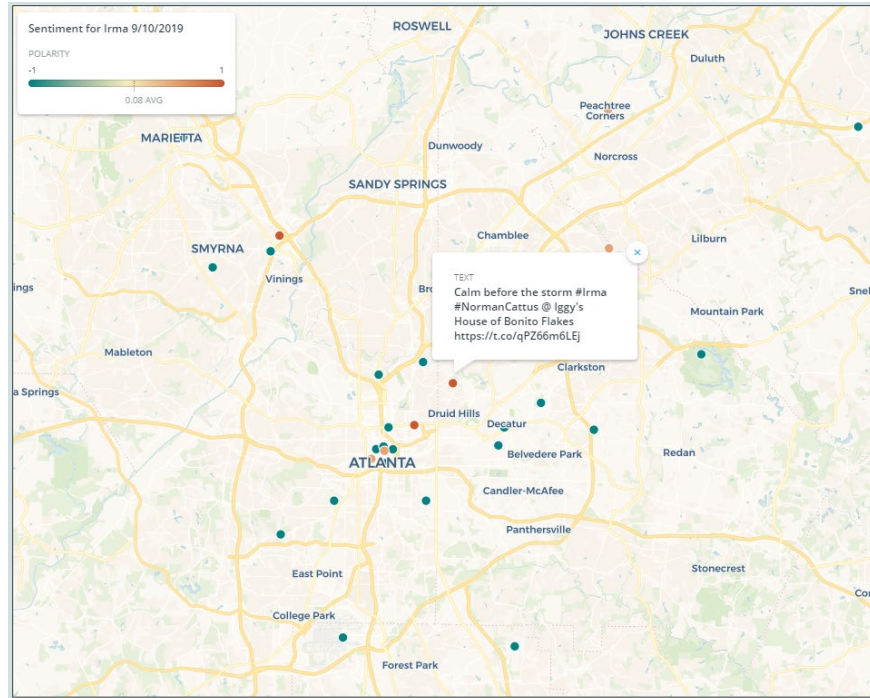 Sentiment for Irma 9/10/2019
POLARITY
-1 1
0.08 AVG
ROSWELL
JOHNS CREEK
Duluth
Peachtree
Corners
MARIETTA
Dunwoody
Norcross
SANDY SPRINGS
Chamblee
Lilburn
SMYRNA
Vinings
ings
Snel
TEXT
Calm before the storm #Irma
#NormanCattus @ Iggy's
House of Bonito Flakes
https://t.co/qPZ66m6LEj
Bro
Mountain Park
Mableton
Clarkston
a Springs
Druid Hills
Decatur
Belvedere Park
Redan
ATLANTA
Candler-McAfee
Panthersville
East Point
Stonecrest
Con
College Park
Forest Park